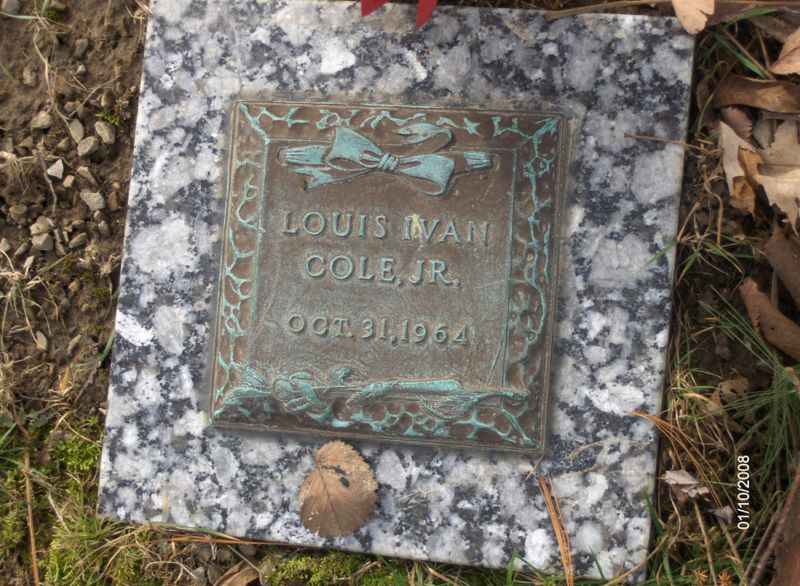 LOUIS IVAN
COLE, JR.
OCT. 31, 1964
01/10/2008